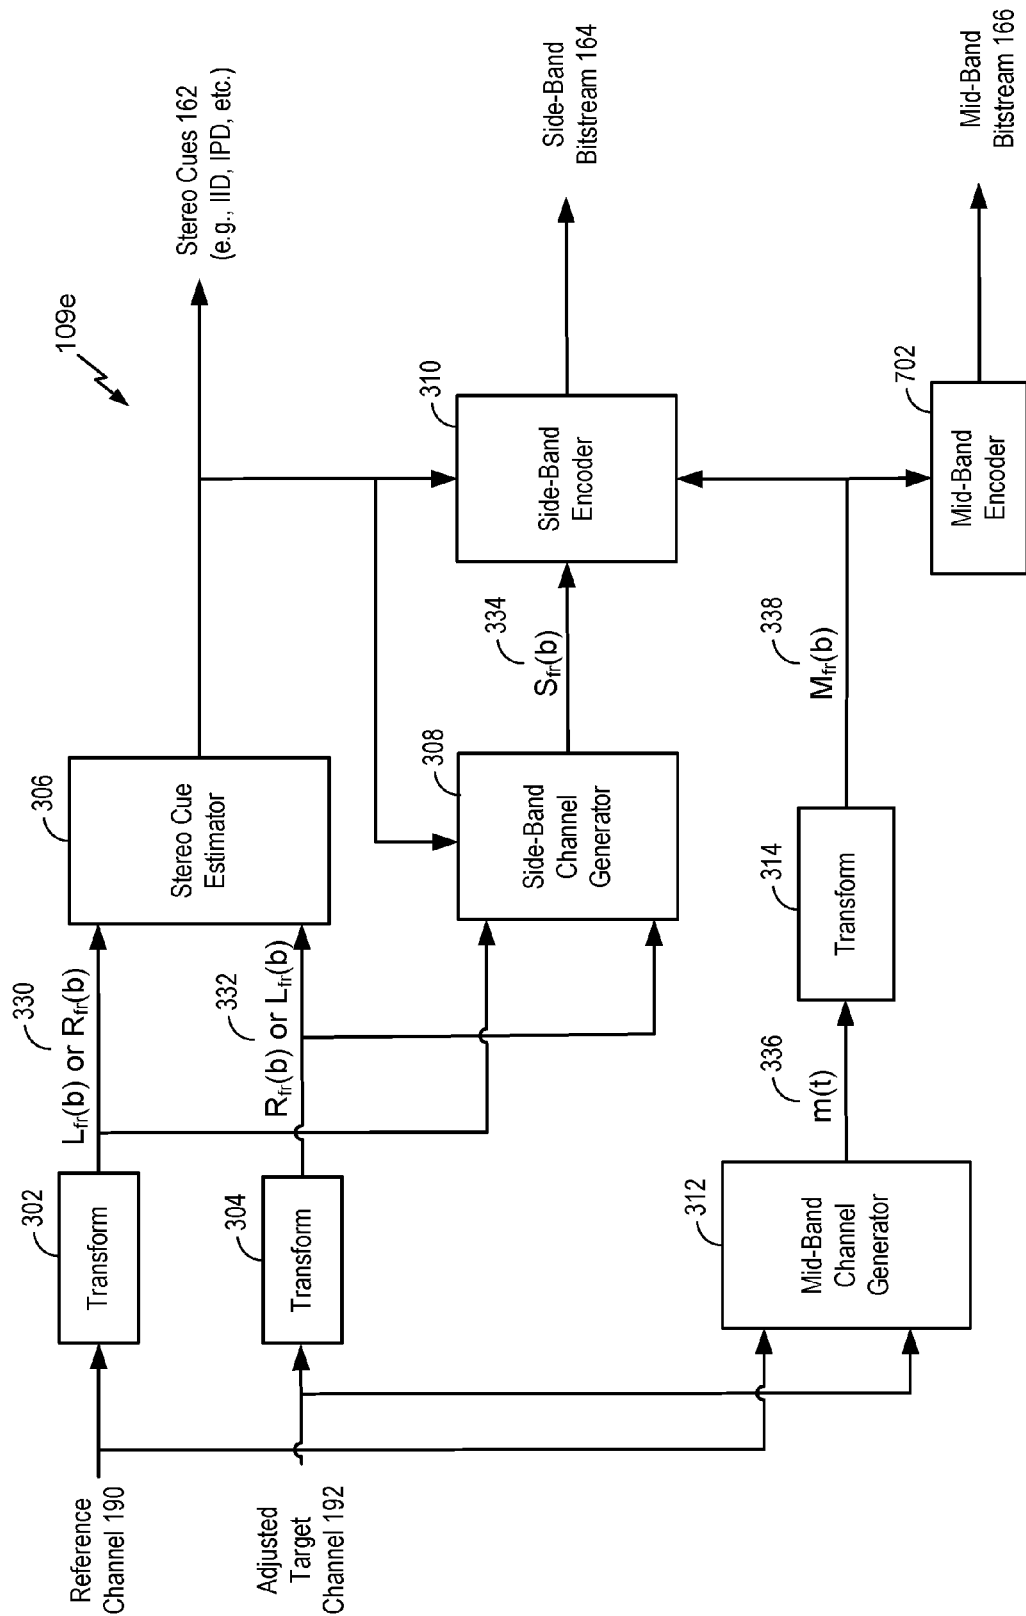 109e
Reference
Channel 190
302
Transform
330
Lfr(b) or Rfr(b)
306
Stereo Cue
Estimator
Stereo Cues 162
(e.g., IID, IPD, etc.)
Adjusted
Target
Channel 192
304
Transform
332
Rfr(b) or Lfr(b)
308
Side-Band
Channel
Generator
334
Sfr(b)
310
Side-Band
Encoder
Side-Band
Bitstream 164
312
Mid-Band
Channel
Generator
336
m(t)
314
Transform
338
Mfr(b)
702
Mid-Band
Encoder
Mid-Band
Bitstream 166